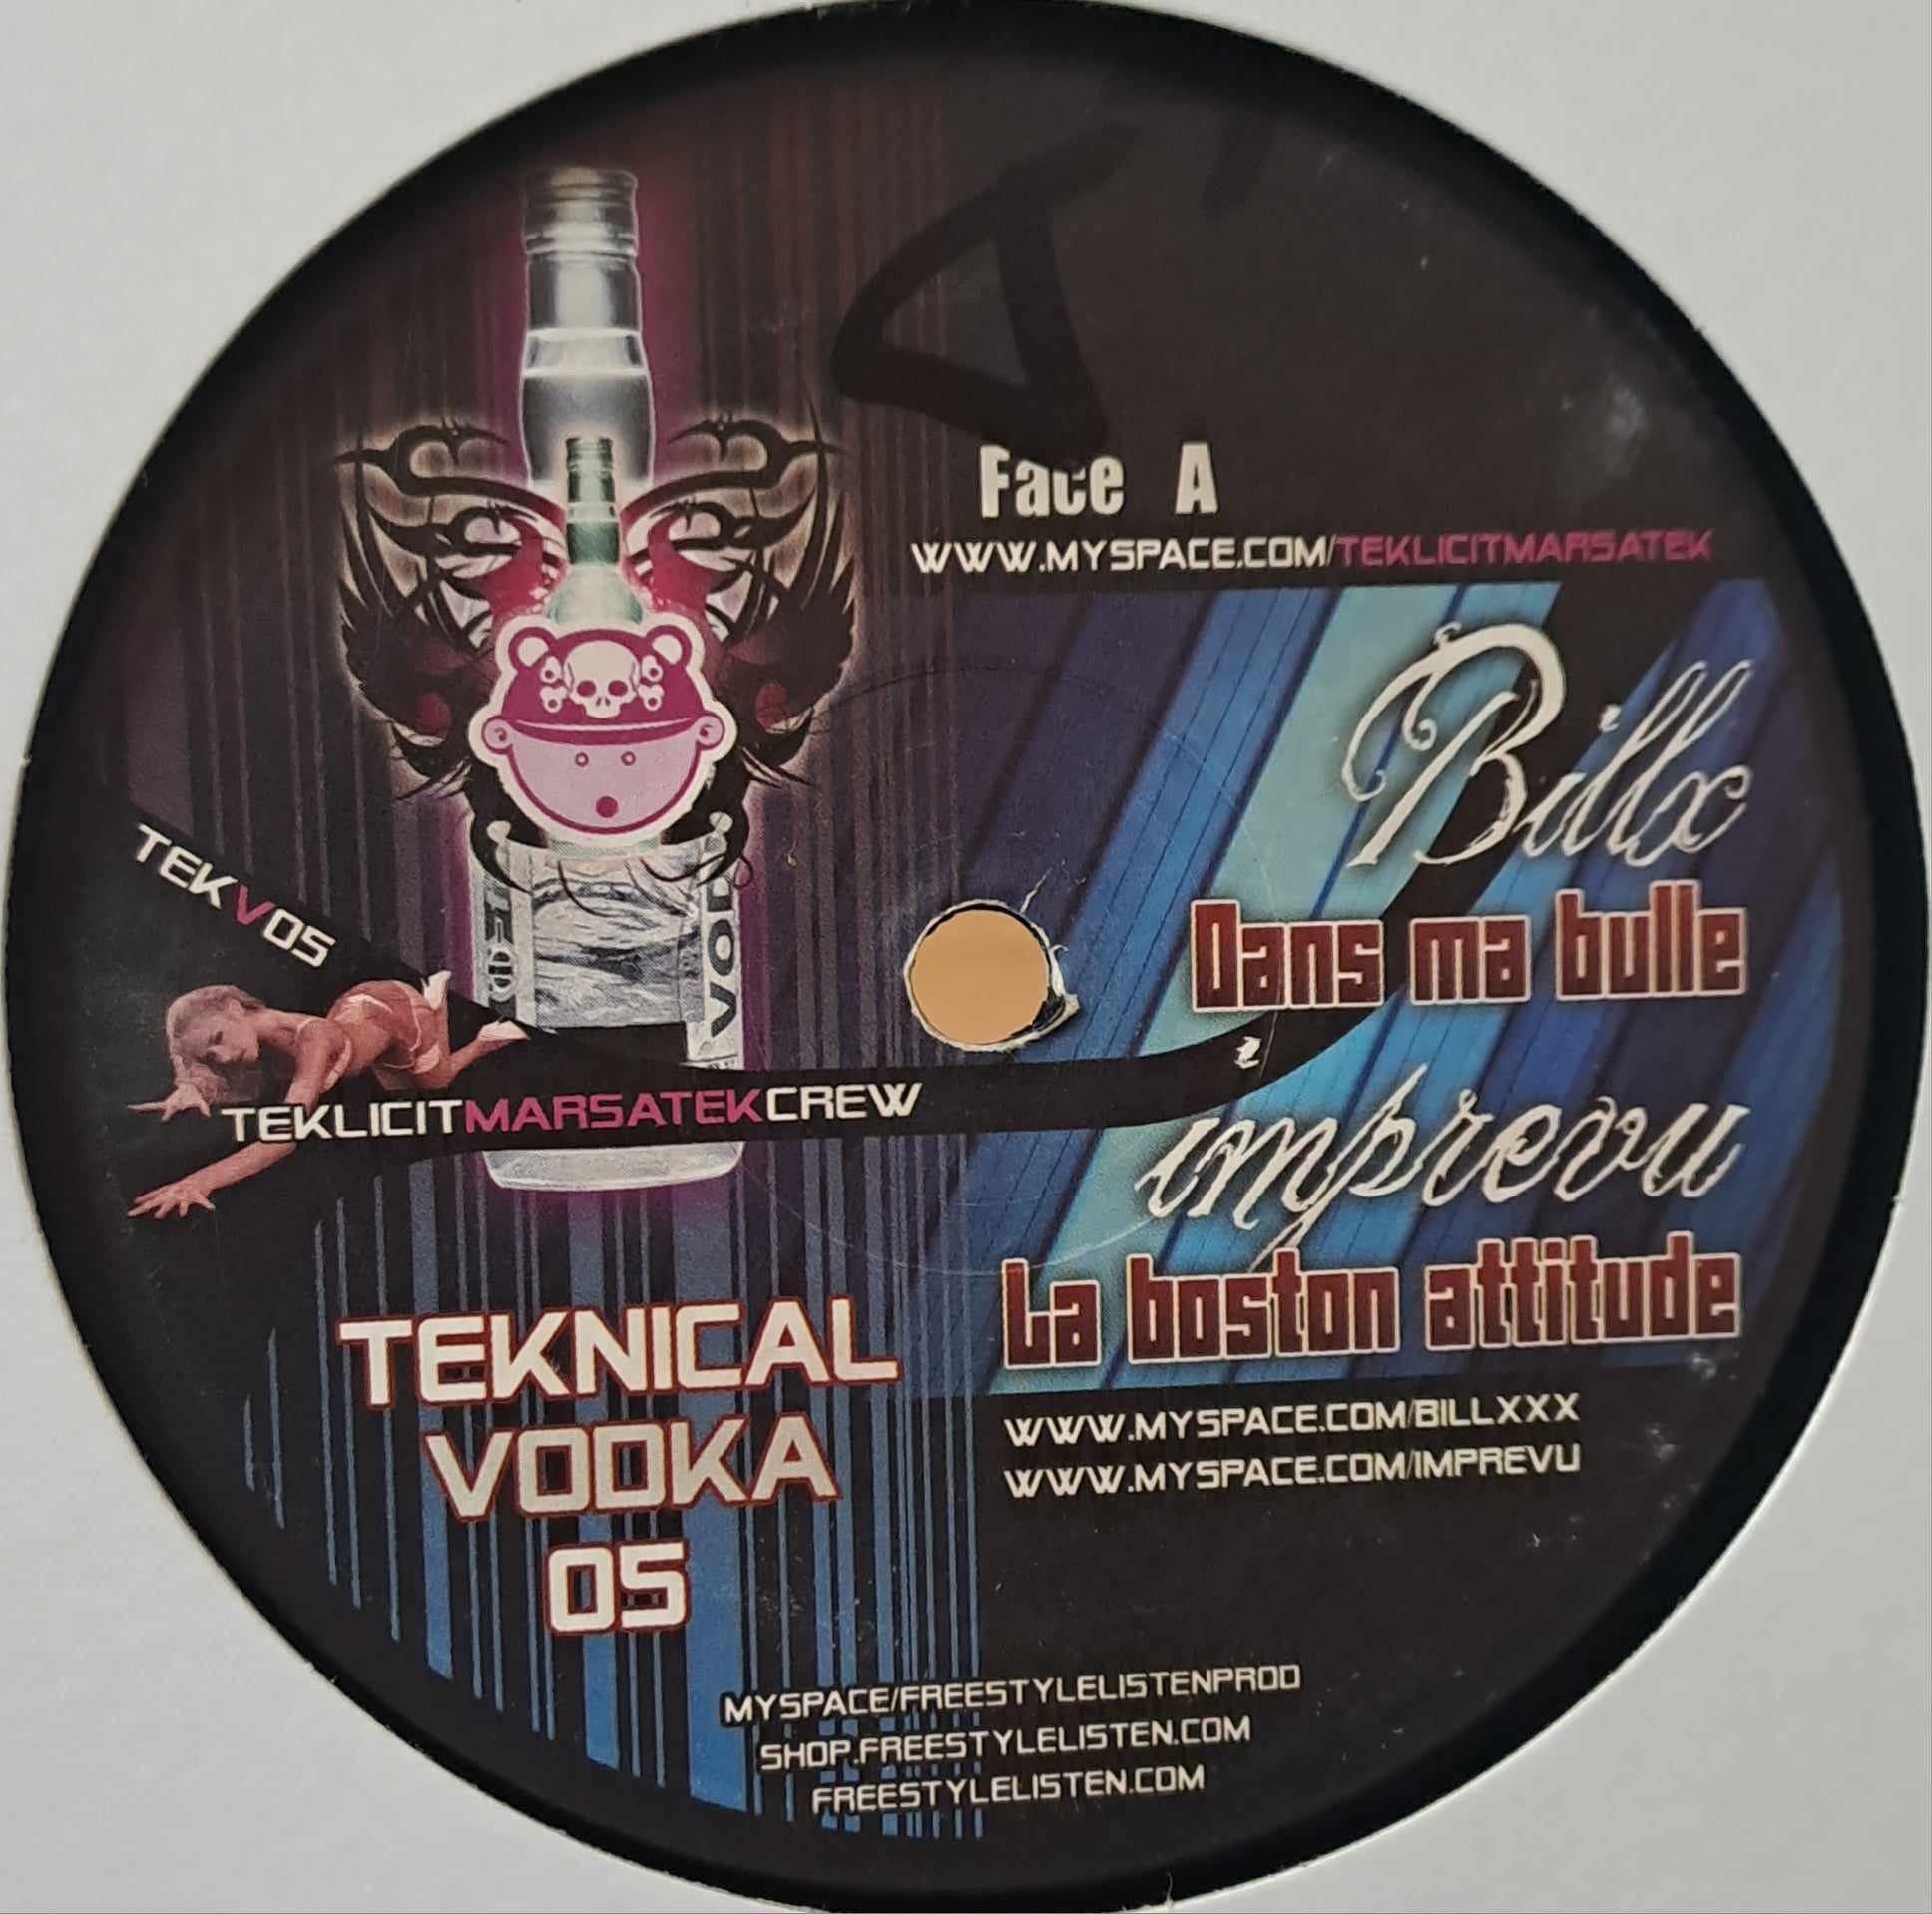 A
Face A
WWW.MYSPACE.COM/TEKLICITMARSATEK
Billx
Dans ma bulle
imprevu
La boston attitude
WWW.MYSPACE.COM/BILLXXX
WWW.MYSPACE.COM/IMPREVU
VOD
TEKV05
TEKLICITMARSATEKCREW
TEKNICAL
VODKA
05
MYSPACE/FREESTYLELISTENPROD
SHOP.FREESTYLELISTEN.COM
FREESTYLELISTEN.COM